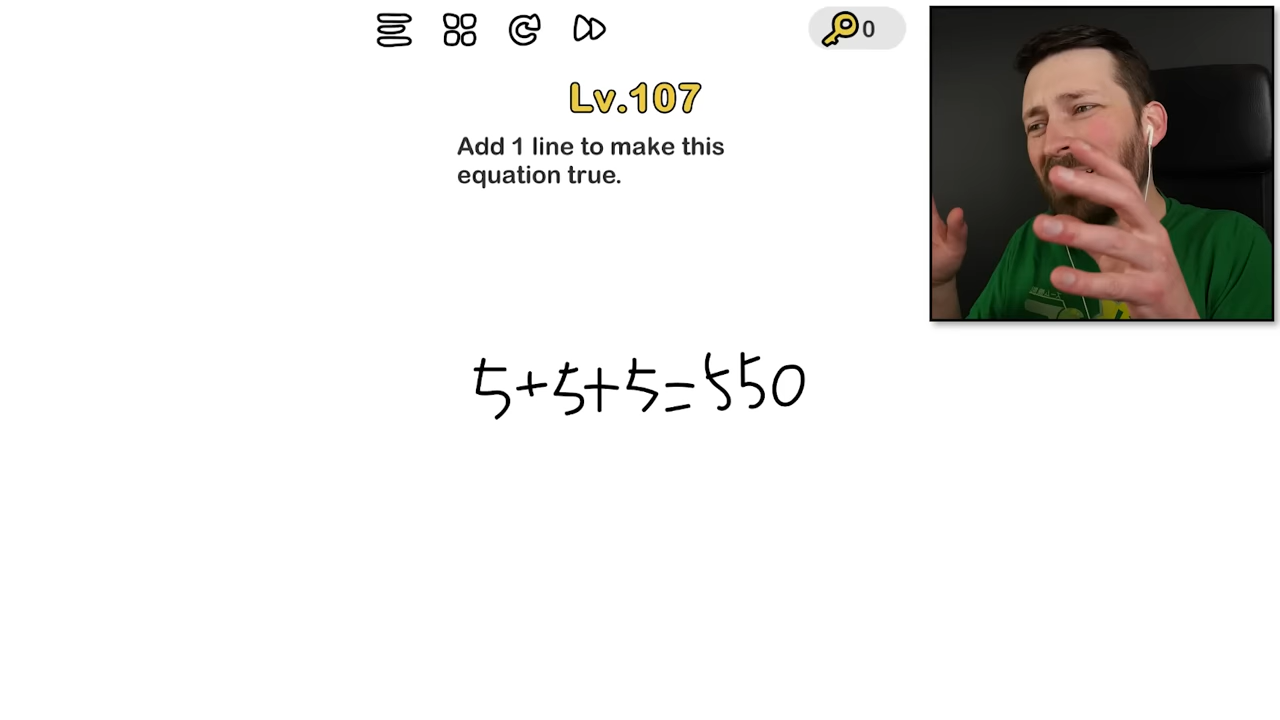 0
Lv.107
Add 1 line to make this
equation true.
5+5+5=550